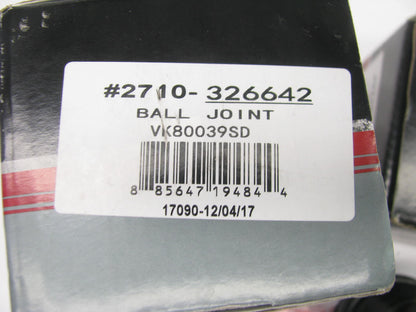 #2710-326642
BALL JOINT
VK80039SD
8 85647 19484 4
17090-12/04/17